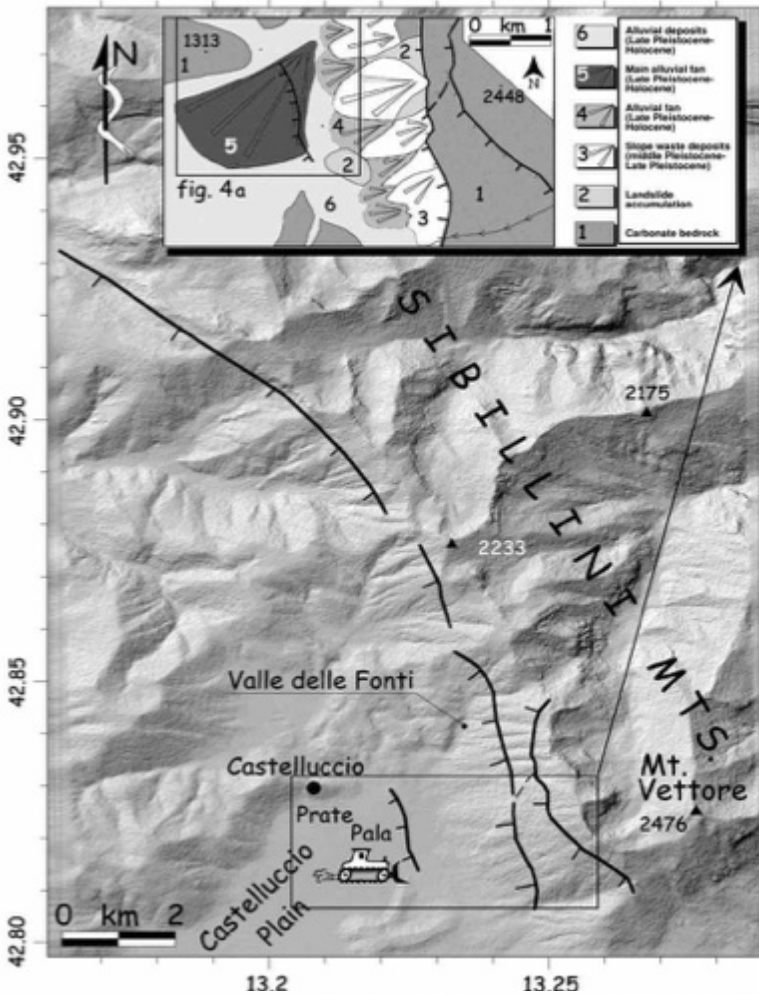 N
1313
1
5
fig. 4a
2
4
2
6
3
1
2448
0 km 1
N
6 Alluvial deposits
(Late Pleistocene-
Holocene)
5 Main alluvial fan
(Late Pleistocene-
Holocene)
4 Alluvial fan
(Late Pleistocene-
Holocene)
3 Slope waste deposits
(middle Pleistocene-
Late Pleistocene)
2 Landslide
accumulation
1 Carbonate bedrock
42.95
42.90
42.85
42.80
SIBILLINI MTS.
2175
2233
Valle delle Fonti
Castelluccio
Prate
Pala
Castelluccio
Plain
Mt.
Vettore
2476
0 km 2
13.2
13.25